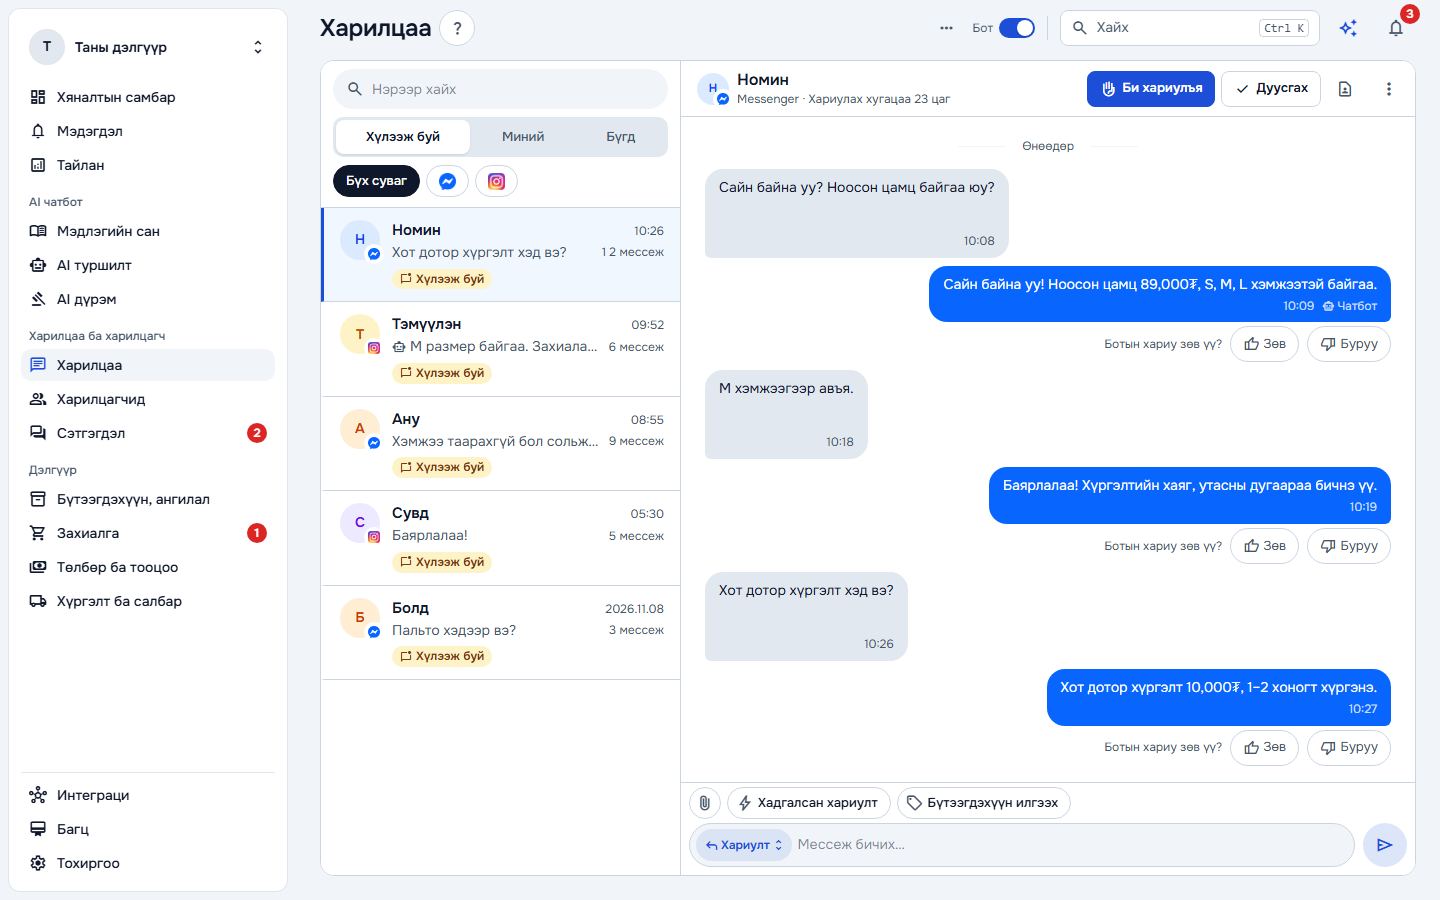 Т
Таны дэлгүүр
Хяналтын самбар
Мэдэгдэл
Тайлан
AI чатбот
Мэдлэгийн сан
AI туршилт
AI дүрэм
Харилцаа ба харилцагч
Харилцаа
Харилцагчид
Сэтгэгдэл
2
Дэлгүүр
Бүтээгдэхүүн, ангилал
Захиалга
1
Төлбөр ба тооцоо
Хүргэлт ба салбар
Интеграци
Багц
Тохиргоо
Харилцаа
?
Бот
Хайх
Ctrl K
3
Нэрээр хайх
Хүлээж буй
Миний
Бүгд
Бүх суваг
Н
Номин
10:26
Хот дотор хүргэлт хэд вэ?
1 2 мессеж
Хүлээж буй
Т
Тэмүүлэн
09:52
М размер байгаа. Захиала...
6 мессеж
Хүлээж буй
А
Ану
08:55
Хэмжээ таарахгүй бол сольж...
9 мессеж
Хүлээж буй
С
Сувд
05:30
Баярлалаа!
5 мессеж
Хүлээж буй
Б
Болд
2026.11.08
Пальто хэдээр вэ?
3 мессеж
Хүлээж буй
Н
Номин
Messenger · Хариулах хугацаа 23 цаг
Би хариулъя
Дуусгах
Өнөөдөр
Сайн байна уу? Ноосон цамц байгаа юу?
10:08
Сайн байна уу! Ноосон цамц 89,000₮, S, M, L хэмжээтэй байгаа.
10:09 Чатбот
Ботын хариу зөв үү?
Зөв
Буруу
М хэмжээгээр авъя.
10:18
Баярлалаа! Хүргэлтийн хаяг, утасны дугаараа бичнэ үү.
10:19
Ботын хариу зөв үү?
Зөв
Буруу
Хот дотор хүргэлт хэд вэ?
10:26
Хот дотор хүргэлт 10,000₮, 1–2 хоногт хүргэнэ.
10:27
Ботын хариу зөв үү?
Зөв
Буруу
Хадгалсан хариулт
Бүтээгдэхүүн илгээх
Хариулт
Мессеж бичих...